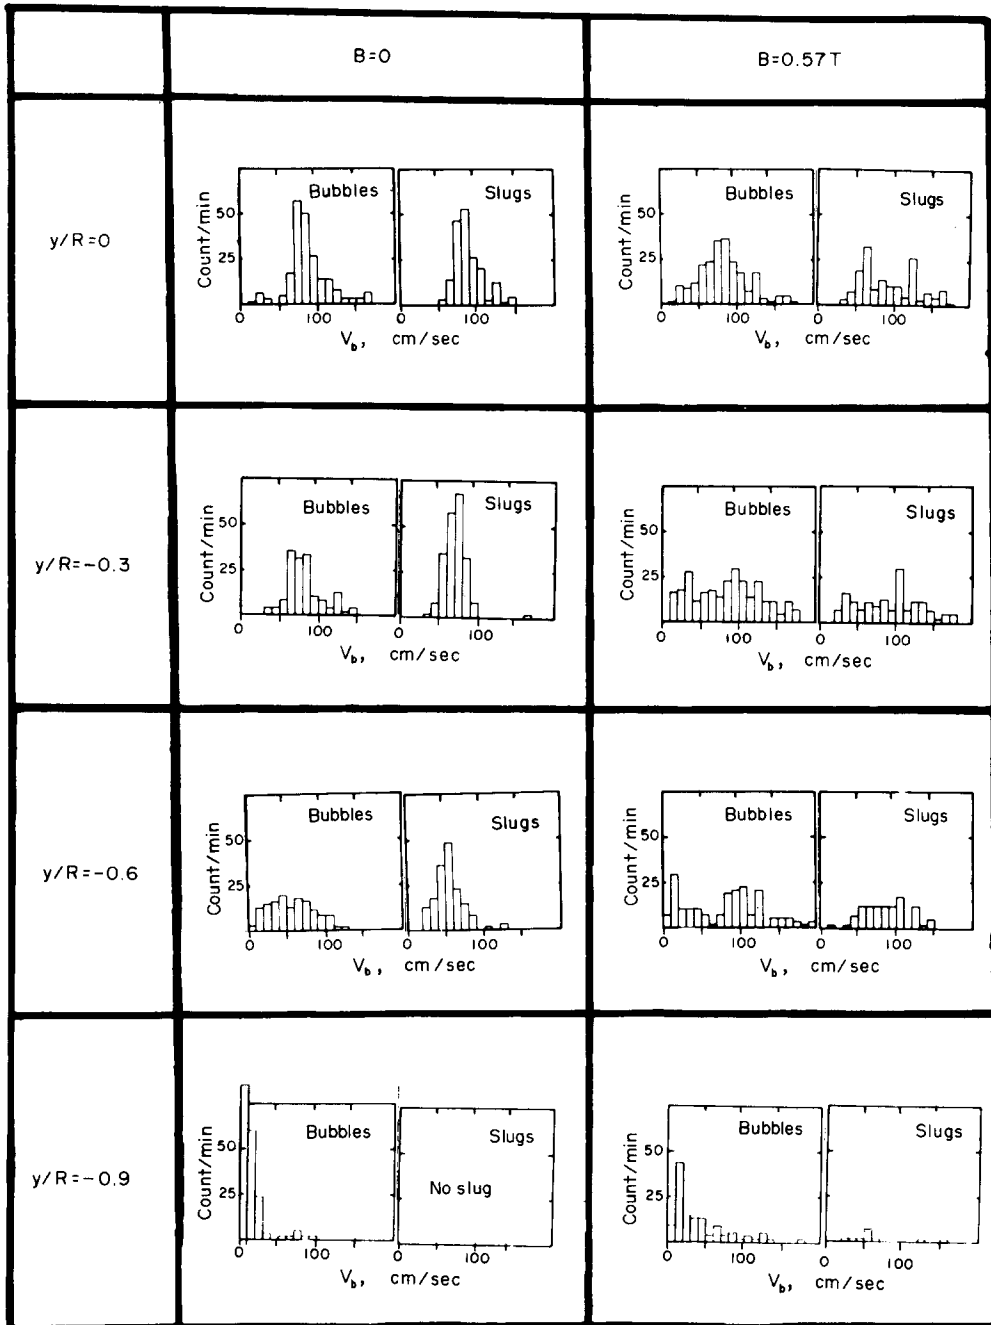 B=0
B=0.57T
y/R=0
Count/min
50
25
Bubbles
Slugs
0
100
0
100
V_b, cm/sec
Count/min
50
25
Bubbles
Slugs
0
100
0
100
V_b, cm/sec
y/R=-0.3
Count/min
50
25
Bubbles
Slugs
0
100
0
100
V_b, cm/sec
Count/min
50
25
Bubbles
Slugs
0
100
0
100
V_b, cm/sec
y/R=-0.6
Count/min
50
25
Bubbles
Slugs
0
100
0
100
V_b, cm/sec
Count/min
50
25
Bubbles
Slugs
0
100
0
100
V_b, cm/sec
y/R=-0.9
Count/min
50
25
Bubbles
Slugs
No slug
0
100
0
100
V_b, cm/sec
Count/min
50
25
Bubbles
Slugs
0
100
0
100
V_b, cm/sec